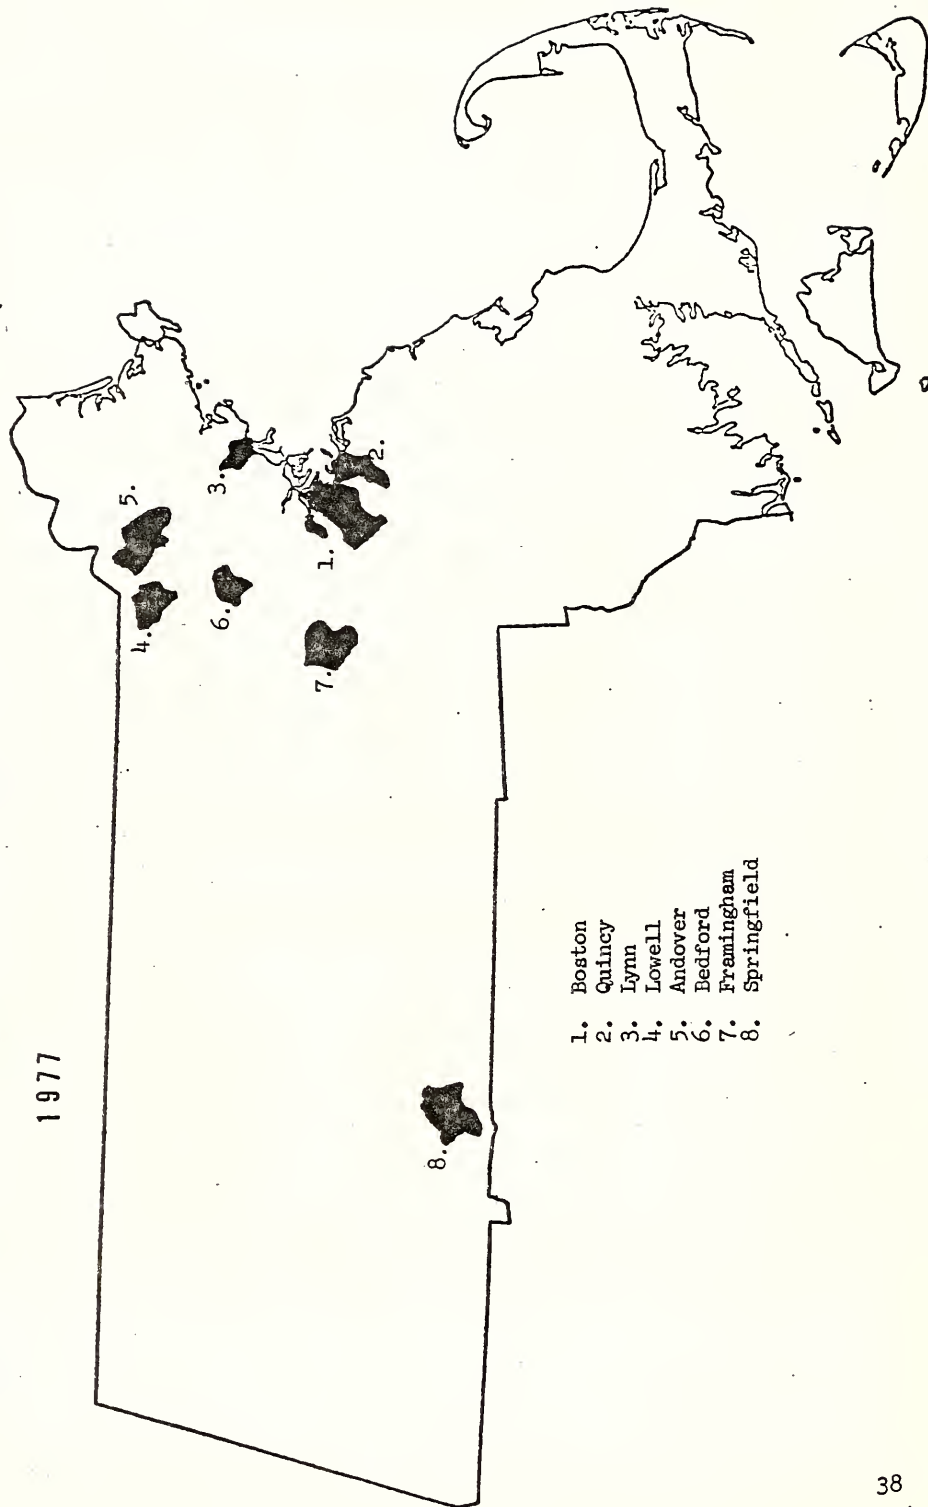 1977
5.
4.
3.
6.
2.
1.
7.
8.
1. Boston
2. Quincy
3. Lynn
4. Lowell
5. Andover
6. Bedford
7. Framingham
8. Springfield
38